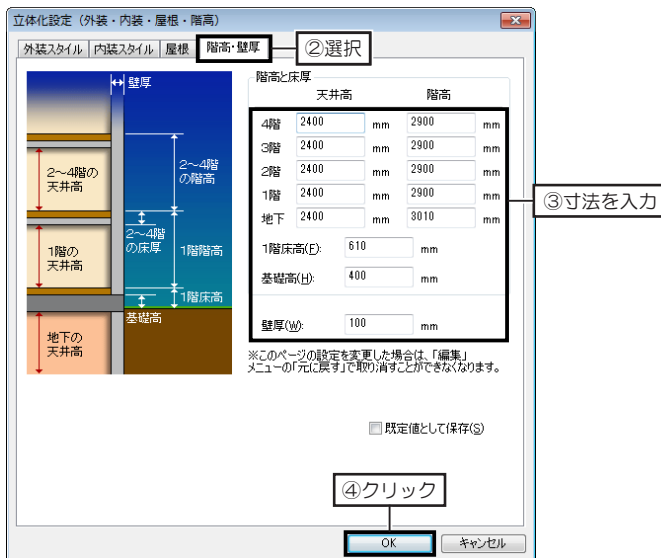 立体化設定（外装・内装・屋根・階高）
外装スタイル 内装スタイル 屋根 階高・壁厚
②選択
壁厚
2～4階の
天井高
2～4階
の階高
2～4階
の床厚
1階の
天井高
1階階高
1階床高
基礎高
地下の
天井高
階高と床厚
天井高 階高
4階 2400 mm 2900 mm
3階 2400 mm 2900 mm
2階 2400 mm 2900 mm
1階 2400 mm 2900 mm
地下 2400 mm 3010 mm
1階床高(F): 610 mm
基礎高(H): 400 mm
壁厚(W): 100 mm
③寸法を入力
※このページの設定を変更した場合は、「編集」
メニューの「元に戻す」で取り消すことができなくなります。
既定値として保存(S)
④クリック
OK キャンセル